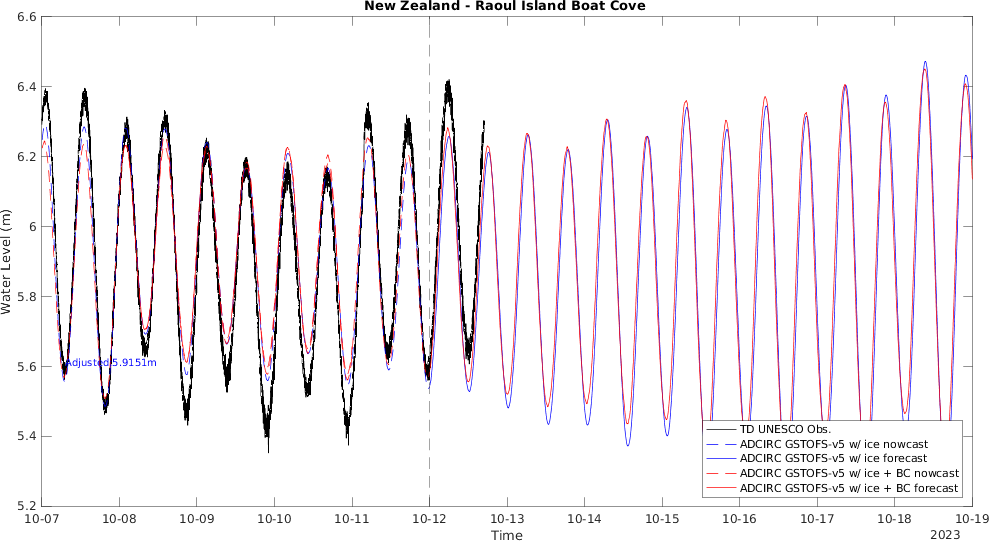 New Zealand - Raoul Island Boat Cove
6.6
6.4
6.2
6
5.8
5.6
5.4
5.2
Water Level (m)
Adjusted 5.9151m
TD UNESCO Obs.
ADCIRC GSTOFS-v5 w/ ice nowcast
ADCIRC GSTOFS-v5 w/ ice forecast
ADCIRC GSTOFS-v5 w/ ice + BC nowcast
ADCIRC GSTOFS-v5 w/ ice + BC forecast
10-07 10-08 10-09 10-10 10-11 10-12 10-13 10-14 10-15 10-16 10-17 10-18 10-19
Time
2023